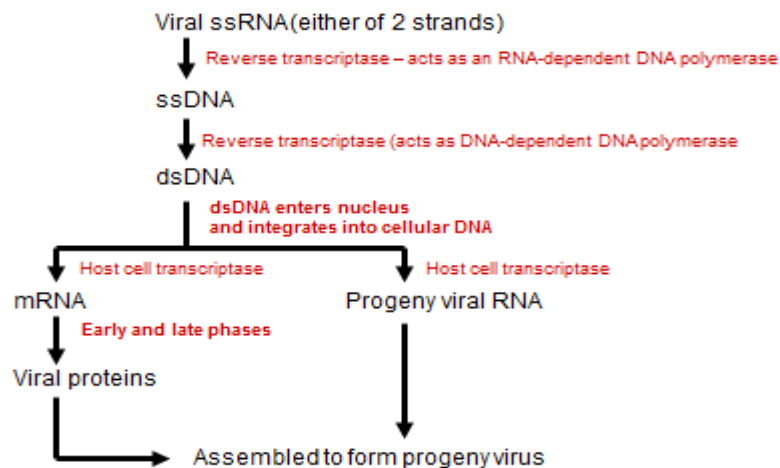 Viral ssRNA(either of 2 strands)
Reverse transcriptase – acts as an RNA-dependent DNA polymerase
ssDNA
Reverse transcriptase (acts as DNA-dependent DNA polymerase
dsDNA
dsDNA enters nucleus
and integrates into cellular DNA
Host cell transcriptase
Host cell transcriptase
mRNA
Progeny viral RNA
Early and late phases
Viral proteins
Assembled to form progeny virus